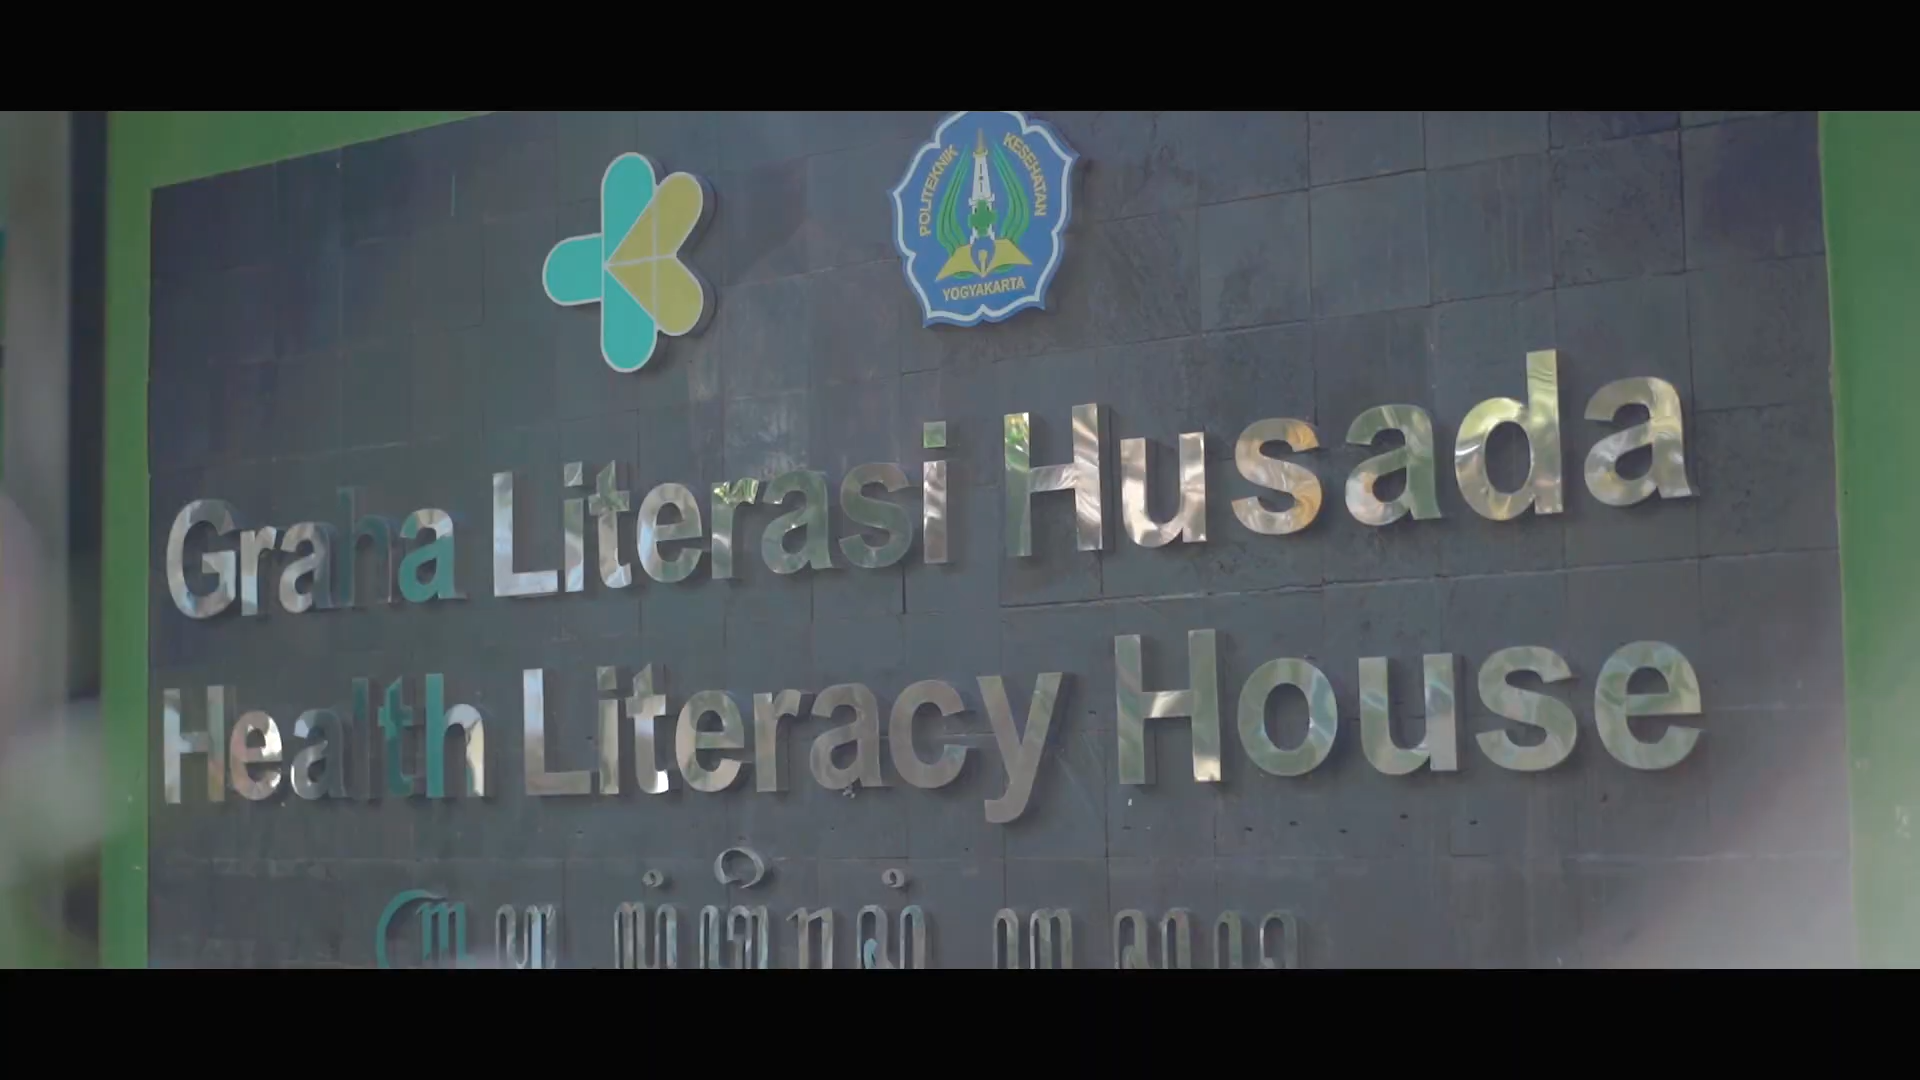 POLITEKNIK KESEHATAN
YOGYAKARTA
Graha Literasi Husada
Health Literacy House